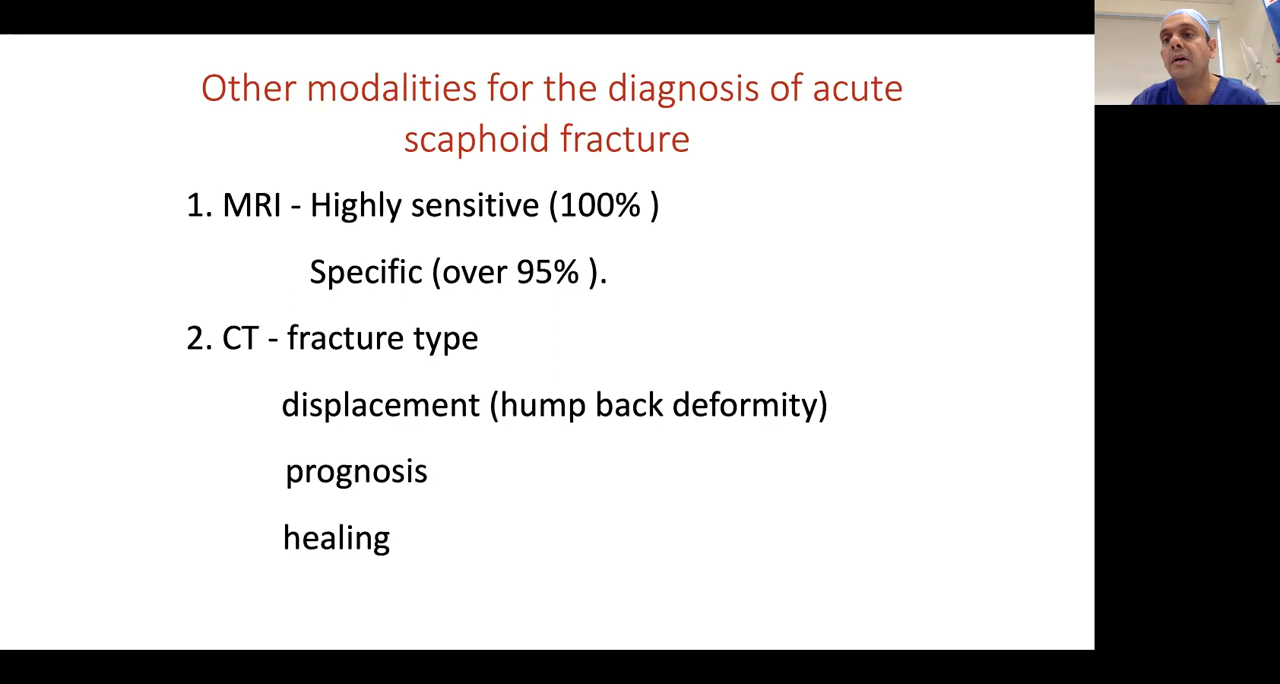 Other modalities for the diagnosis of acute
scaphoid fracture
1. MRI - Highly sensitive (100% )
Specific (over 95% ).
2. CT - fracture type
displacement (hump back deformity)
prognosis
healing